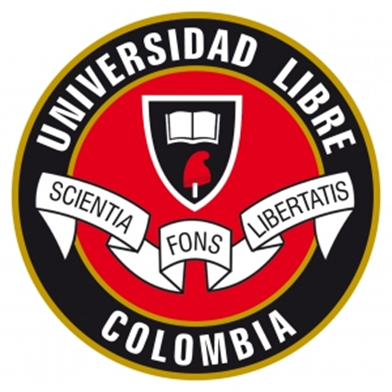 UNIVERSIDAD LIBRE
SCIENTIA
FONS
LIBERTATIS
COLOMBIA